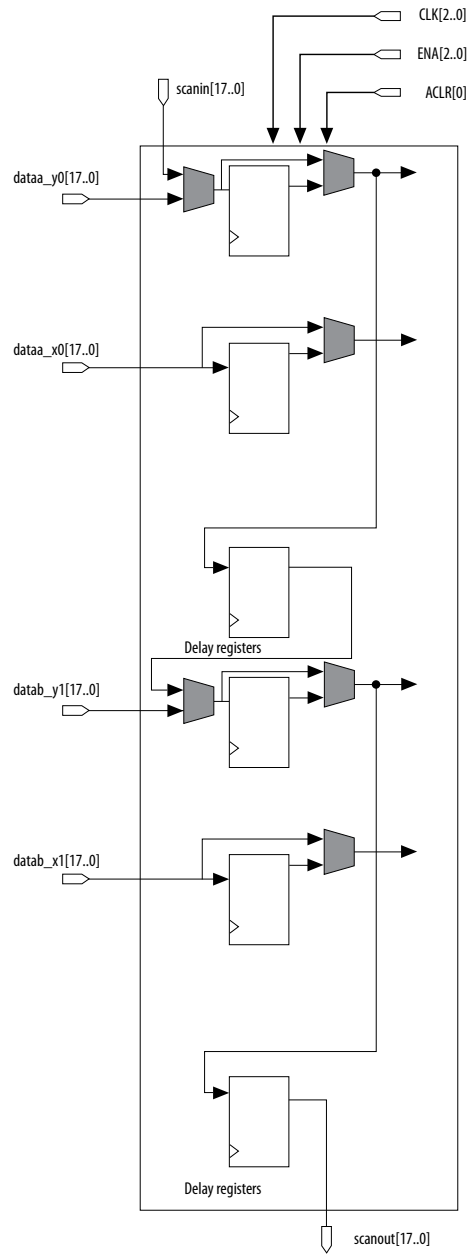 CLK[2..0]
ENA[2..0]
scanin[17..0]
ACLR[0]
dataa_y0[17..0]
dataa_x0[17..0]
Delay registers
datab_y1[17..0]
datab_x1[17..0]
Delay registers
scanout[17..0]